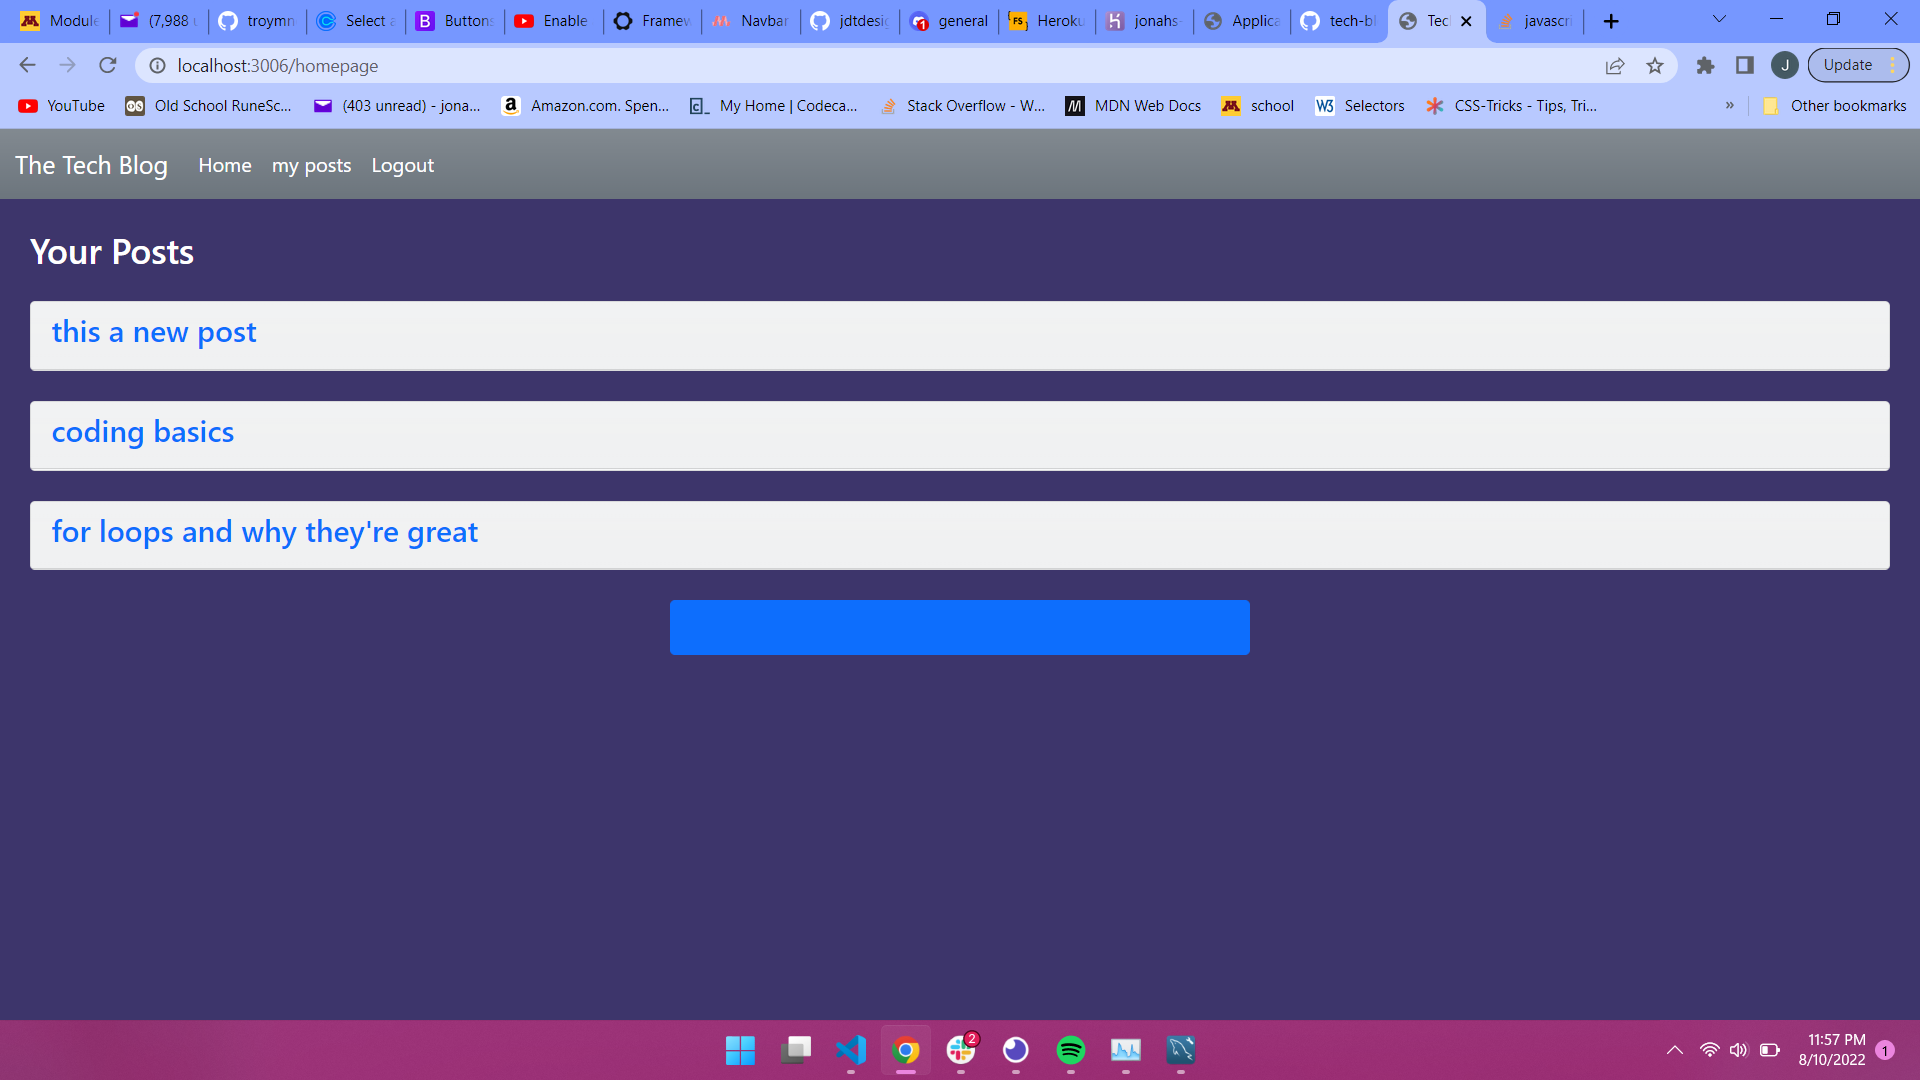 Module (7,988 u troymn Select a Buttons Enable Framew Navbar jdtdesig general Heroku jonahs- Applica tech-bl Tec javascri
localhost:3006/homepage J Update
YouTube Old School RuneSc... (403 unread) - jona... Amazon.com. Spen... My Home | Codeca... Stack Overflow - W... MDN Web Docs school Selectors CSS-Tricks - Tips, Tri... » Other bookmarks
The Tech Blog Home my posts Logout
Your Posts
this a new post
coding basics
for loops and why they're great
2
11:57 PM
8/10/2022 1